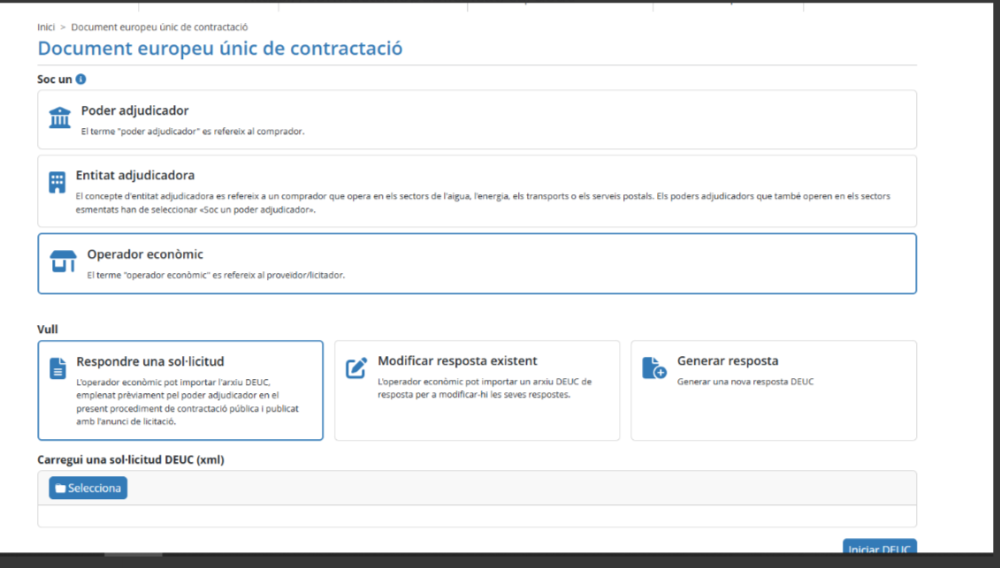 Inici > Document europeu únic de contractació
Document europeu únic de contractació
Soc un
Poder adjudicador
El terme "poder adjudicador" es refereix al comprador.
Entitat adjudicadora
El concepte d'entitat adjudicadora es refereix a un comprador que opera en els sectors de l'aigua, l'energia, els transports o els serveis postals. Els poders adjudicadors que també operen en els sectors
esmentats han de seleccionar «Soc un poder adjudicador».
Operador econòmic
El terme "operador econòmic" es refereix al proveïdor/licitador.
Vull
Respondre una sol·licitud
L'operador econòmic pot importar l'arxiu DEUC,
emplenat prèviament pel poder adjudicador en el
present procediment de contractació pública i publicat
amb l'anunci de licitació.
Modificar resposta existent
L'operador econòmic pot importar un arxiu DEUC de
resposta per a modificar-hi les seves respostes.
Generar resposta
Generar una nova resposta DEUC
Carregui una sol·licitud DEUC (xml)
Selecciona
Iniciar DEUC